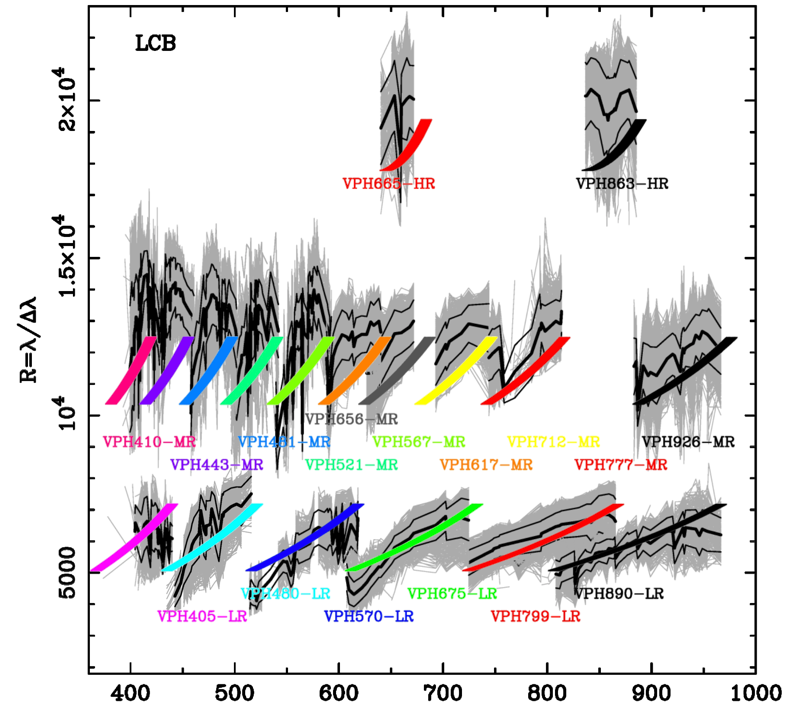 LCB
2×10⁴
VPH665−HR
VPH863−HR
1.5×10⁴
R=λ/Δλ
10⁴
VPH656−MR
VPH410−MR
VPH481−MR
VPH567−MR
VPH712−MR
VPH926−MR
VPH443−MR
VPH521−MR
VPH617−MR
VPH777−MR
5000
VPH480−LR
VPH675−LR
VPH890−LR
VPH405−LR
VPH570−LR
VPH799−LR
400
500
600
700
800
900
1000